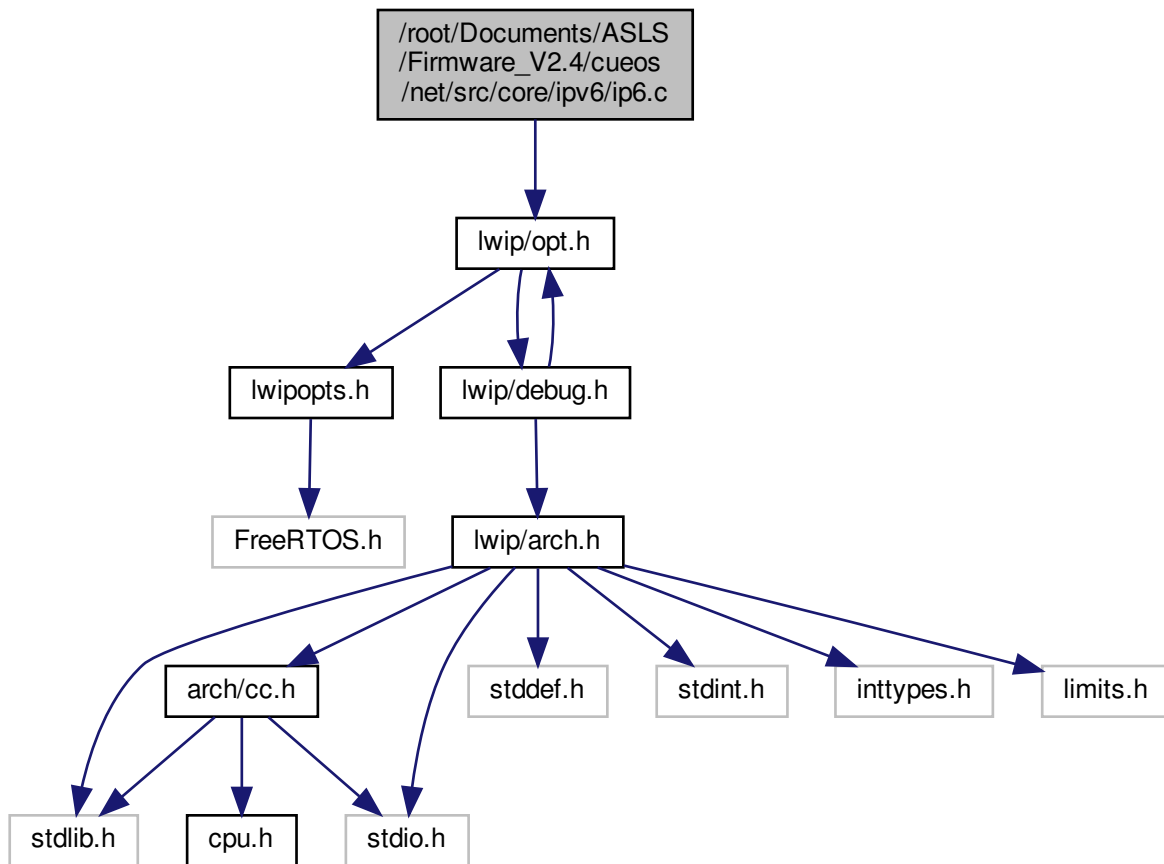 /root/Documents/ASLS
/Firmware_V2.4/cueos
/net/src/core/ipv6/ip6.c
lwip/opt.h
lwipopts.h
lwip/debug.h
FreeRTOS.h
lwip/arch.h
arch/cc.h
stddef.h
stdint.h
inttypes.h
limits.h
stdlib.h
cpu.h
stdio.h